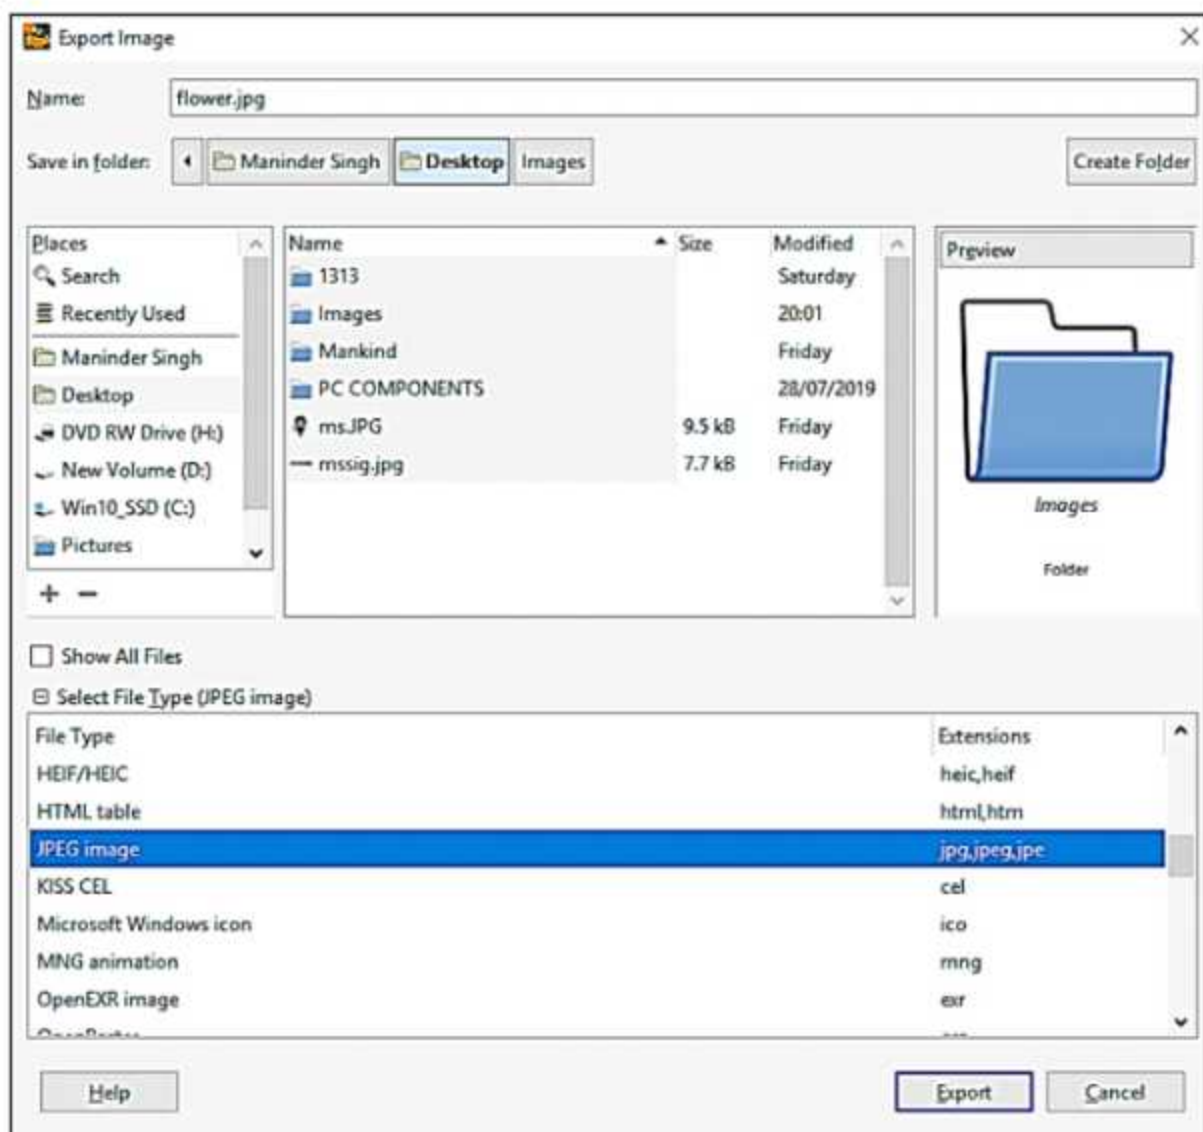 Export Image
Name: flower.jpg
Save in folder: Maninder Singh Desktop Images Create Folder
Places
Search
Recently Used
Maninder Singh
Desktop
DVD RW Drive (H:)
New Volume (D:)
Win10_SSD (C:)
Pictures
Name Size Modified
1313 Saturday
Images 20:01
Mankind Friday
PC COMPONENTS 28/07/2019
ms.JPG 9.5 kB Friday
mssig.jpg 7.7 kB Friday
Preview
Images
Folder
Show All Files
Select File Type (JPEG image)
File Type Extensions
HEIF/HEIC heic,heif
HTML table html,htm
JPEG image jpg,jpeg,jpe
KISS CEL cel
Microsoft Windows icon ico
MNG animation mng
OpenEXR image exr
Help Export Cancel